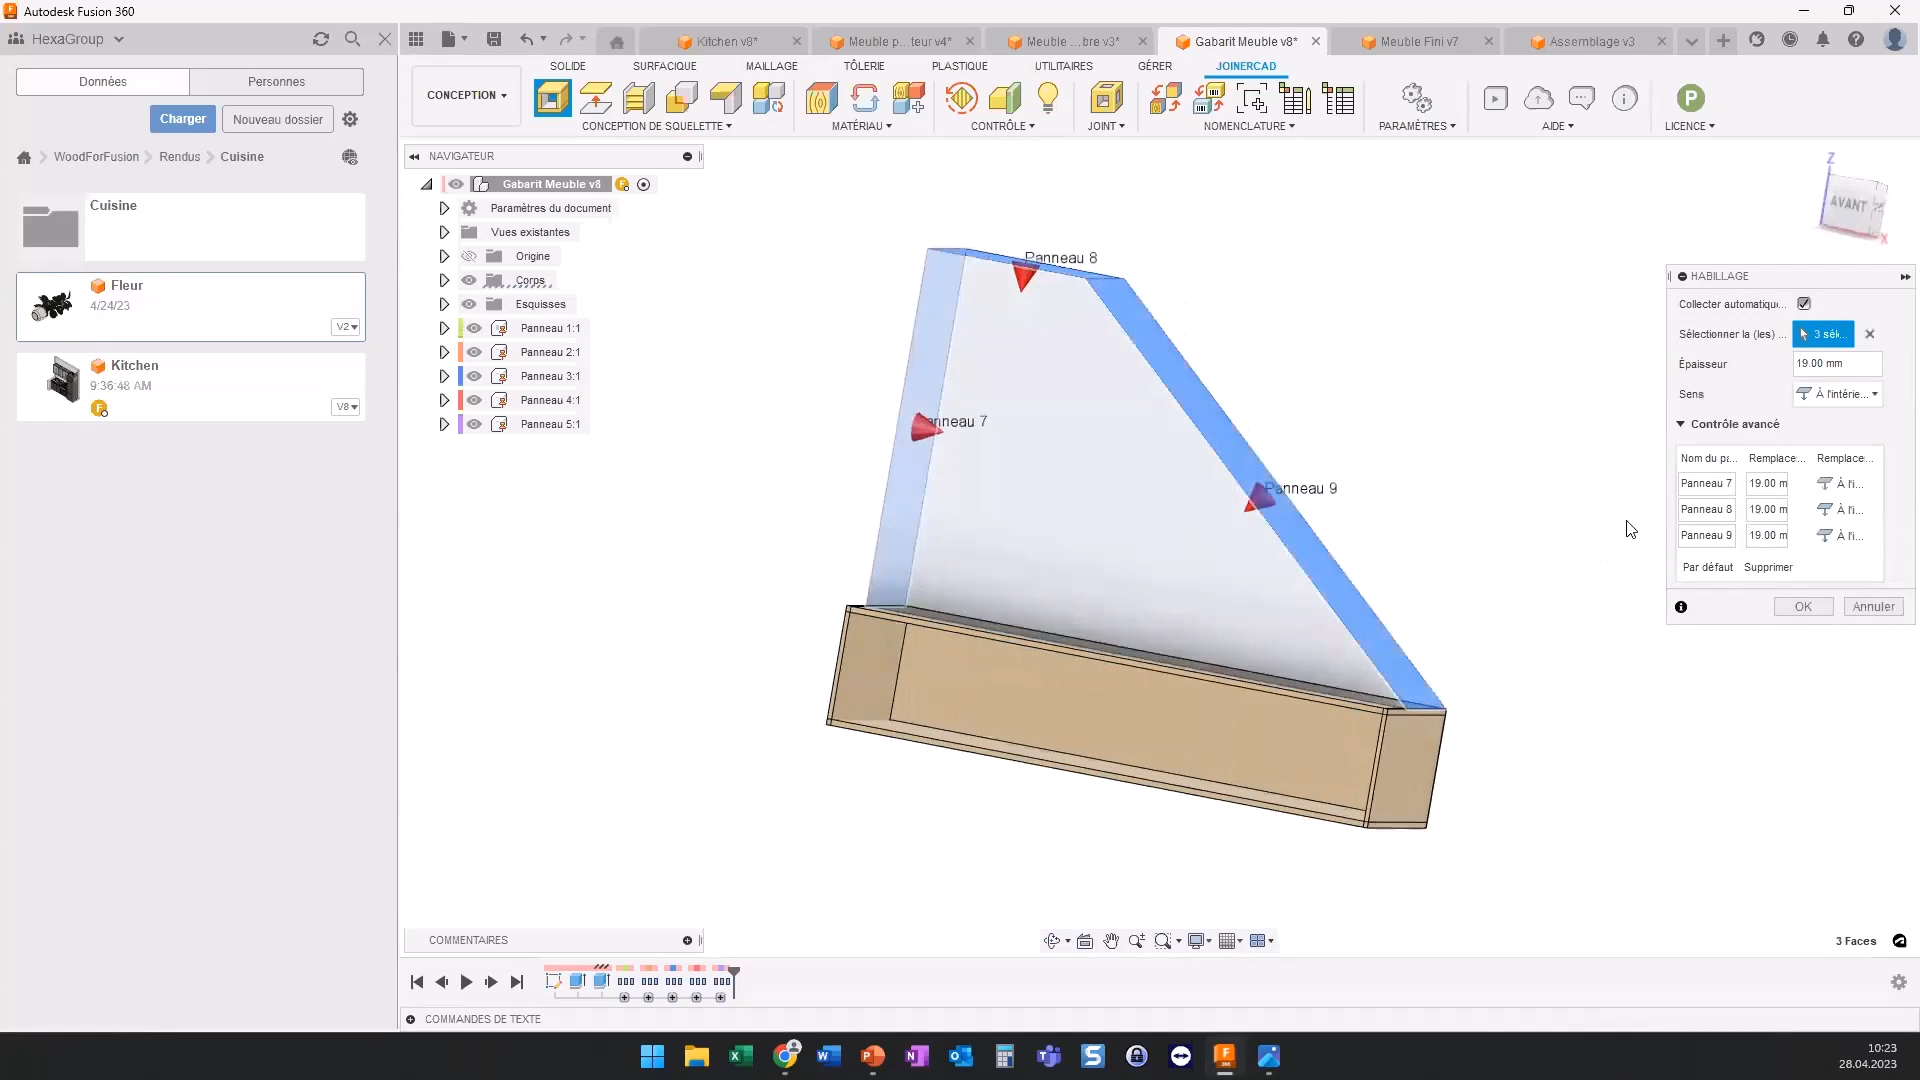 Autodesk Fusion 360
HexaGroup
Kitchen v8*
Meuble p...teur v4*
Meuble ...bre v3*
Gabarit Meuble v8*
Meuble Fini v7
Assemblage v3
Données
Personnes
Charger
Nouveau dossier
WoodForFusion
Rendus
Cuisine
Cuisine
Fleur
4/24/23
V2
Kitchen
9:36:48 AM
V8
CONCEPTION
SOLIDE
SURFACIQUE
MAILLAGE
TÔLERIE
PLASTIQUE
UTILITAIRES
GÉRER
JOINERCAD
CONCEPTION DE SQUELETTE
MATÉRIAU
CONTRÔLE
JOINT
NOMENCLATURE
PARAMÈTRES
AIDE
P
LICENCE
NAVIGATEUR
Gabarit Meuble v8
Paramètres du document
Vues existantes
Origine
Corps
Esquisses
Panneau 1:1
Panneau 2:1
Panneau 3:1
Panneau 4:1
Panneau 5:1
Z
AVANT
X
Panneau 8
anneau 7
Panneau 9
HABILLAGE
Collecter automatiqu...
Sélectionner la (les) ...
3 sék...
Épaisseur
19.00 mm
Sens
À l'intérie...
Contrôle avancé
Nom du pa... Remplace... Remplace...
Panneau 7 19.00 m À l'i...
Panneau 8 19.00 m À l'i...
Panneau 9 19.00 m À l'i...
Par défaut Supprimer
OK
Annuler
COMMENTAIRES
3 Faces
COMMANDES DE TEXTE
10:23
28.04.2023